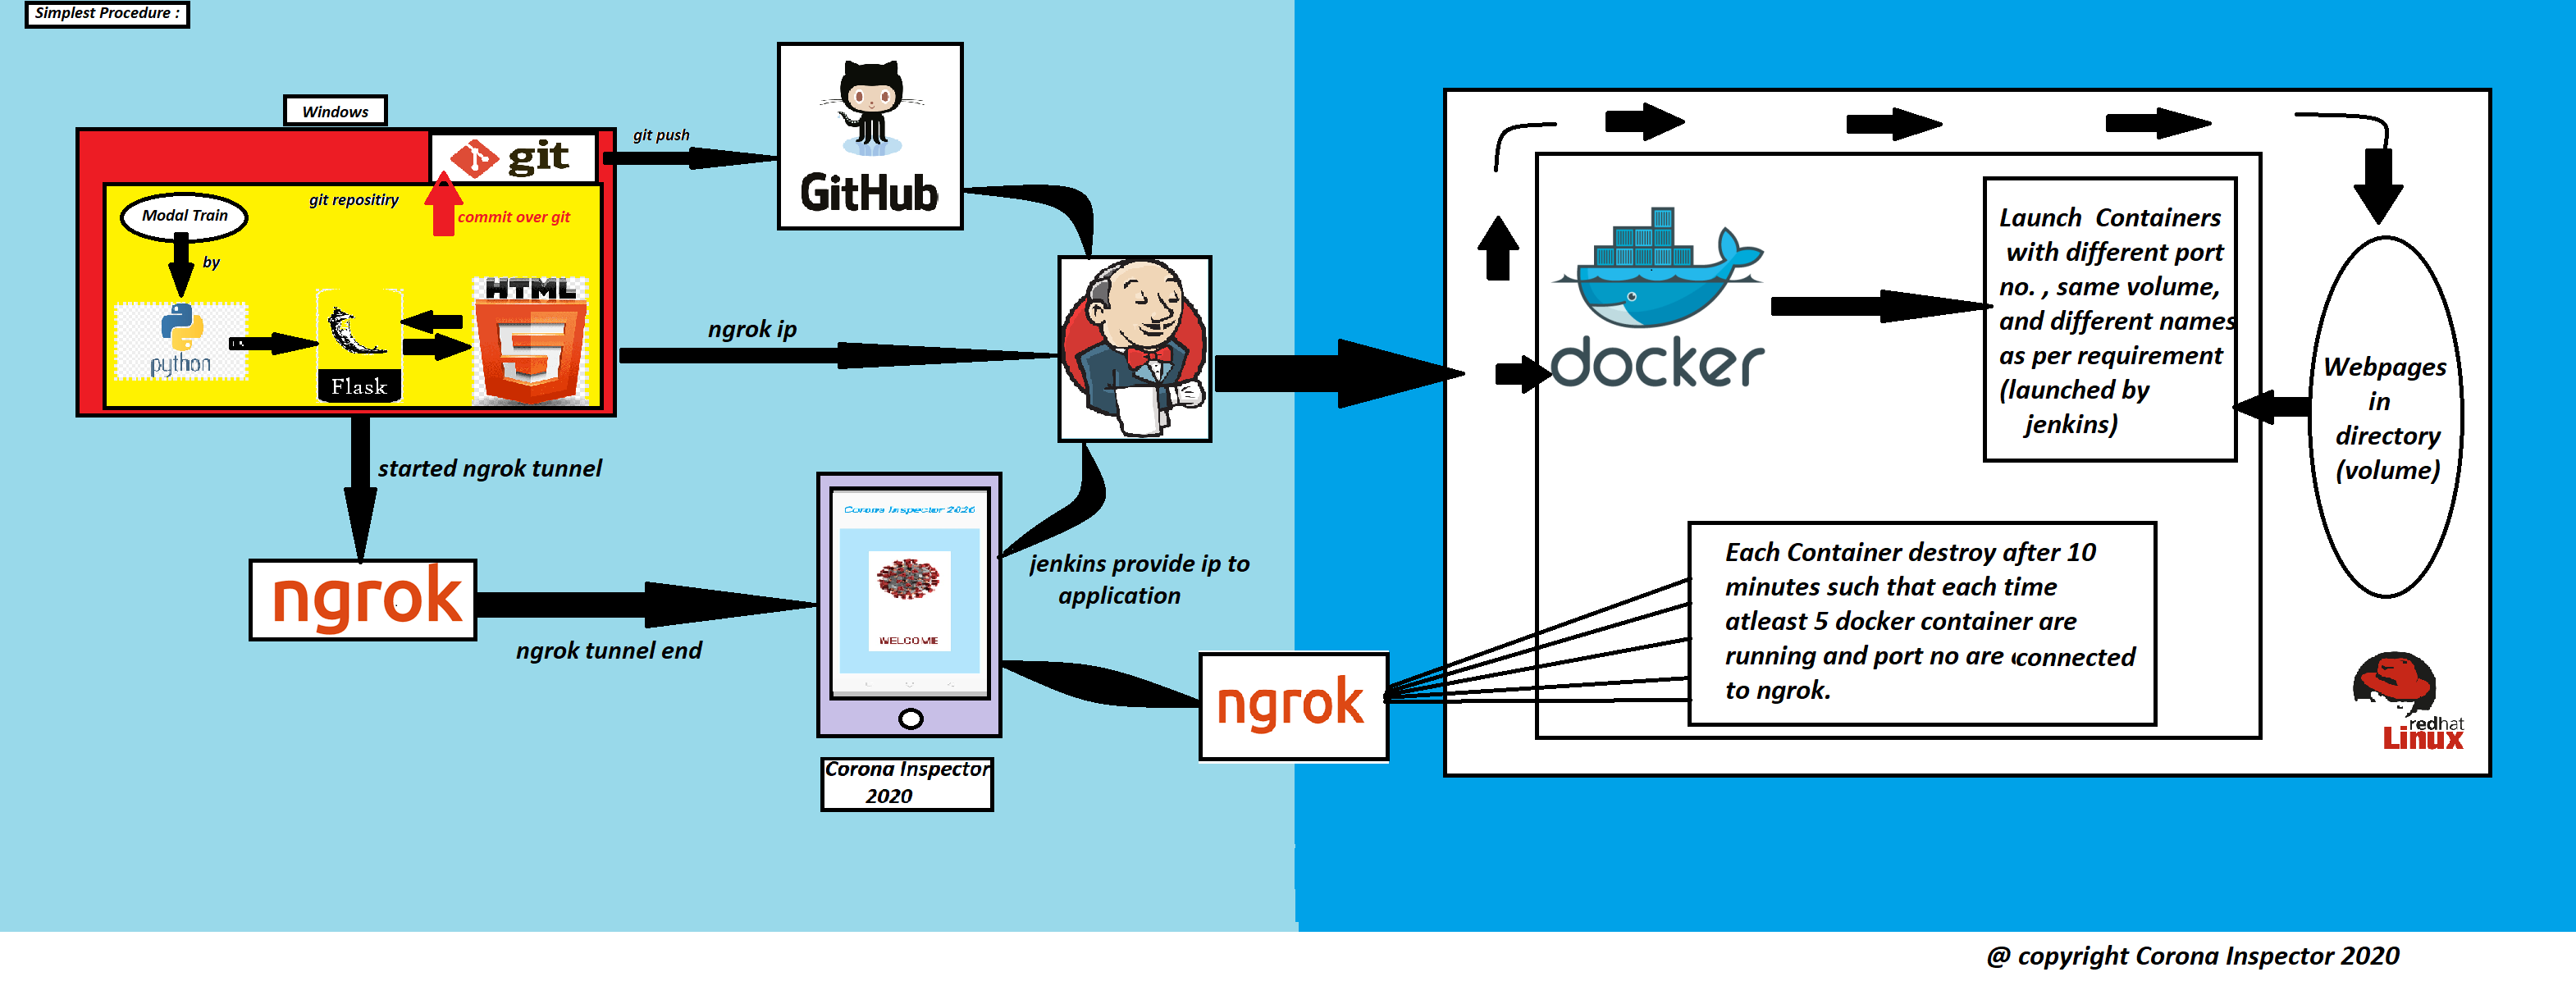 Simplest Procedure :
Windows
git
git push
GitHub
Modal Train
git repositiry
commit over git
by
HTML
python
Flask
ngrok ip
started ngrok tunnel
ngrok
ngrok tunnel end
Corona Inspector 2020
WELCOME
jenkins provide ip to
application
Corona Inspector
2020
ngrok
docker
Launch Containers
with different port
no. , same volume,
and different names
as per requirement
(launched by
jenkins)
Webpages
in
directory
(volume)
Each Container destroy after 10
minutes such that each time
atleast 5 docker container are
running and port no are connected
to ngrok.
redhat
Linux
@ copyright Corona Inspector 2020